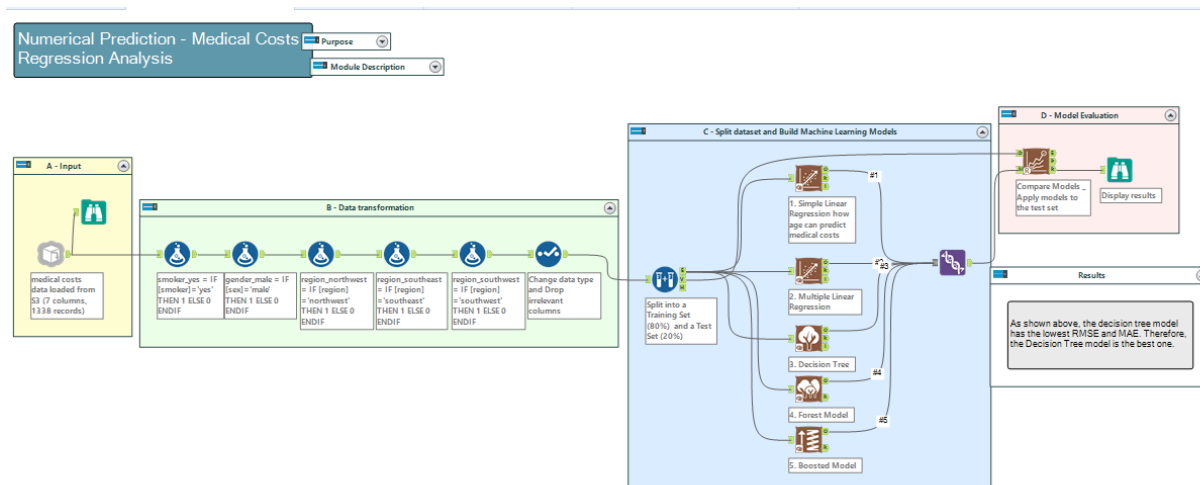 Numerical Prediction - Medical Costs
Regression Analysis
Purpose
Module Description
A - Input
medical costs
data loaded from
S3 (7 columns,
1338 records)
B - Data transformation
smoker_yes = IF
[smoker]='yes'
THEN 1 ELSE 0
ENDIF
gender_male = IF
[sex]='male'
THEN 1 ELSE 0
ENDIF
region_northwest
= IF [region]
='northwest'
THEN 1 ELSE 0
ENDIF
region_southeast
= IF [region]
='southeast'
THEN 1 ELSE 0
ENDIF
region_southwest
= IF [region]
='southwest'
THEN 1 ELSE 0
ENDIF
Change data type
and Drop
irrelevant
columns
C - Split dataset and Build Machine Learning Models
Split into a
Training Set
(80%) and a Test
Set (20%)
1. Simple Linear
Regression how
age can predict
medical costs
2. Multiple Linear
Regression
3. Decision Tree
4. Forest Model
5. Boosted Model
#1
#3
#4
#5
D - Model Evaluation
Compare Models _
Apply models to
the test set
Display results
Results
As shown above, the decision tree model
has the lowest RMSE and MAE. Therefore,
the Decision Tree model is the best one.